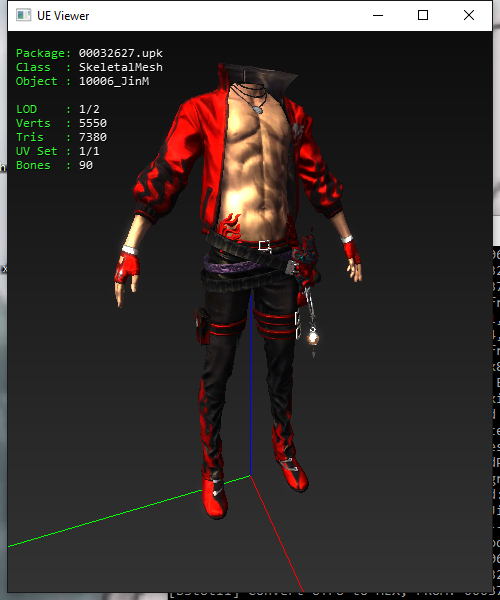 UE Viewer
Package: 00032627.upk
Class : SkeletalMesh
Object : 10006_JinM
LOD : 1/2
Verts : 5550
Tris : 7380
UV Set : 1/1
Bones : 90